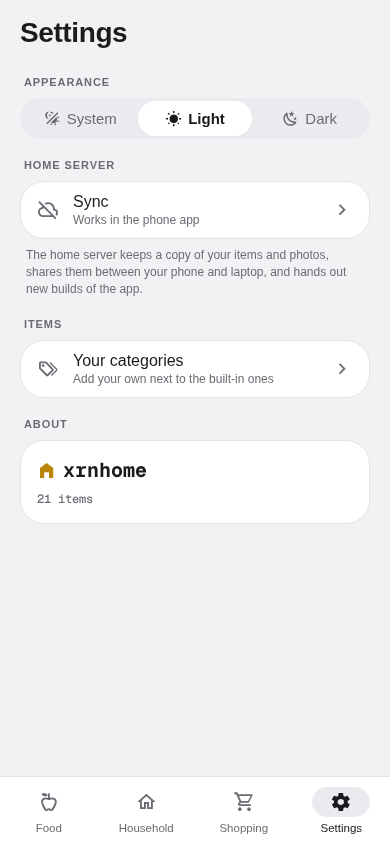 Settings
APPEARANCE
System
Light
Dark
HOME SERVER
Sync
Works in the phone app
The home server keeps a copy of your items and photos,
shares them between your phone and laptop, and hands out
new builds of the app.
ITEMS
Your categories
Add your own next to the built-in ones
ABOUT
xrnhome
21 items
Food
Household
Shopping
Settings